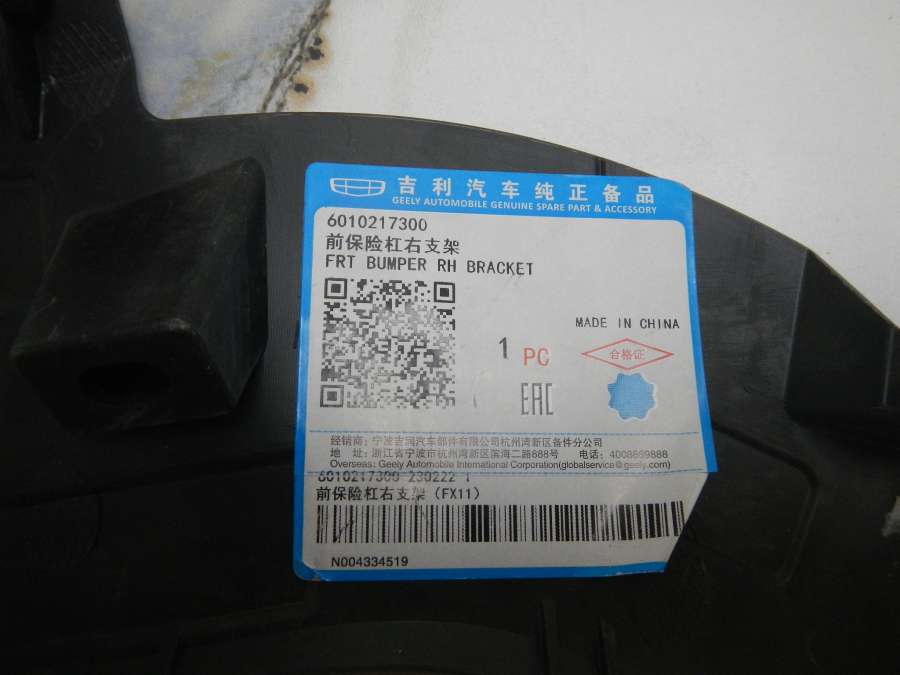 吉利汽车纯正备品
GEELY AUTOMOBILE GENUINE SPARE PART & ACCESSORY
6010217300
前保险杠右支架
FRT BUMPER RH BRACKET
MADE IN CHINA
1 PC
合格证
EAC
经销商：宁波吉润汽车部件有限公司杭州湾新区备件分公司
地 址：浙江省宁波市杭州湾新区滨海二路888号 电话：4008869888
Overseas: Geely Automobile International Corporation(globalservice@geely.com)
6010217300 230222 1
前保险杠右支架 (FX11)
N004334519